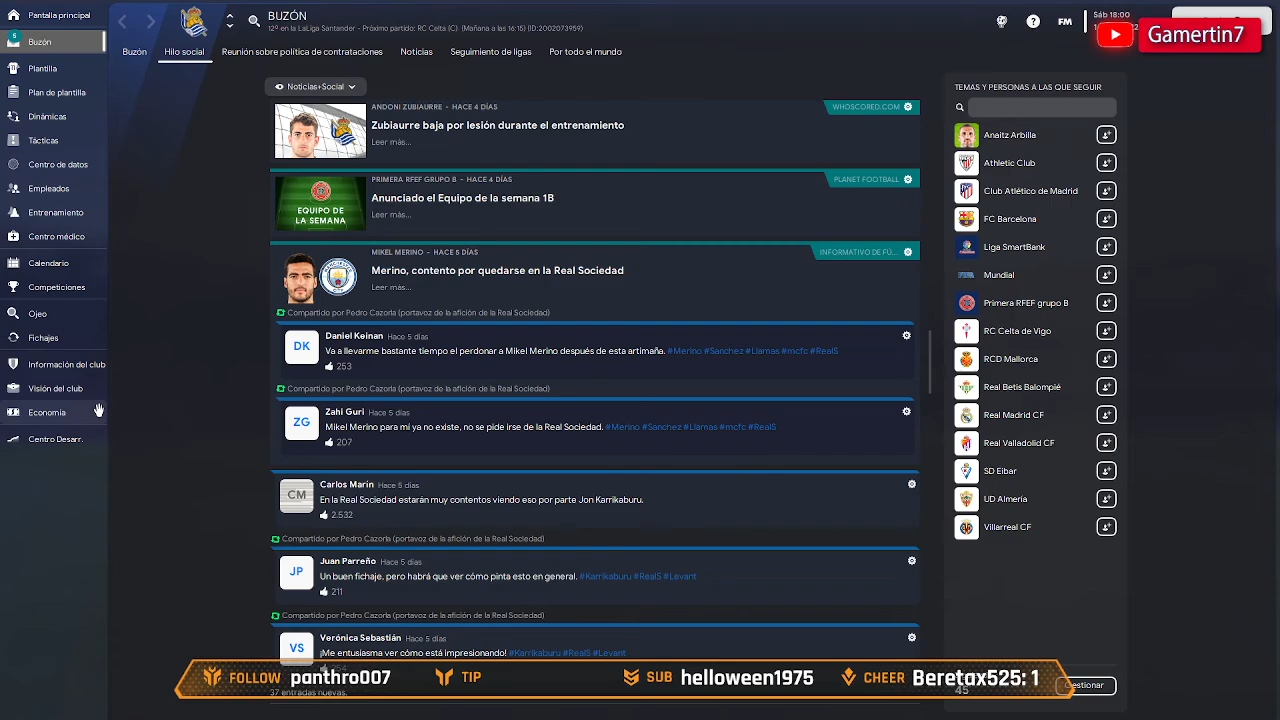 Principal
BUZÓN
12º en la LaLiga Santander - Próximo partido: RC Celta (C): (Mañana a las 16:15) (ID:2002073959)
FM
Sáb 18:00
Gamertin7
5
Buzón
Plantilla
Plan de plantilla
Dinámicas
Tácticas
Centro de datos
Empleados
Entrenamiento
Centro médico
Calendario
Competiciones
Ojeo
Fichajes
Información del club
Visión del club
Economía
Centro de des.
Buzón
Hilo social
Reunión sobre política de contrataciones
Noticias
Seguimiento de ligas
Por todo el mundo
Noticias+Social
ANDONI ZUBIAURRE - HACE 4 DÍAS
WHOSCORED.COM
Zubiaurre baja por lesión durante el entrenamiento
Leer más...
PRIMERA RFEF GRUPO B - HACE 4 DÍAS
PLANET FOOTBALL
EQUIPO DE
LA SEMANA
Anunciado el Equipo de la semana 1B
Leer más...
MIKEL MERINO - HACE 5 DÍAS
INFORMATIVO DE FÚ...
Merino, contento por quedarse en la Real Sociedad
Leer más...
Compartido por Pedro Cazorla (portavoz de la afición de la Real Sociedad)
DK
Daniel Keinan Hace 5 días
Va a llevarme bastante tiempo el perdonar a Mikel Merino después de esta artimaña. #Merino #Sanchez #Llamas #mcfc #RealS
253
Compartido por Pedro Cazorla (portavoz de la afición de la Real Sociedad)
ZG
Zahi Guri Hace 5 días
Mikel Merino para mí ya no existe, no se pide irse de la Real Sociedad. #Merino #Sanchez #Llamas #mcfc #RealS
207
CM
Carlos Marín Hace 5 días
En la Real Sociedad estarán muy contentos viendo eso por parte Jon Karrikaburu.
2.532
Compartido por Pedro Cazorla (portavoz de la afición de la Real Sociedad)
JP
Juan Parreño Hace 5 días
Un buen fichaje, pero habrá que ver cómo pinta esto en general. #Karrikaburu #RealS #Levant
211
Compartido por Pedro Cazorla (portavoz de la afición de la Real Sociedad)
VS
Verónica Sebastián Hace 5 días
¡Me entusiasma ver cómo está impresionando! #Karrikaburu #RealS #Levant
37 entradas nuevas.
TEMAS Y PERSONAS A LAS QUE SEGUIR
Anaitz Arbilla
Athletic Club
Club Atlético de Madrid
FC Barcelona
Liga SmartBank
Mundial
Primera RFEF grupo B
RC Celta de Vigo
RCD Mallorca
Real Betis Balompié
Real Madrid CF
Real Valladolid CF
SD Eibar
UD Almería
Villarreal CF
45
Gestionar
FOLLOW panthro007
TIP
SUB helloween1975
CHEER Beretax525: 1